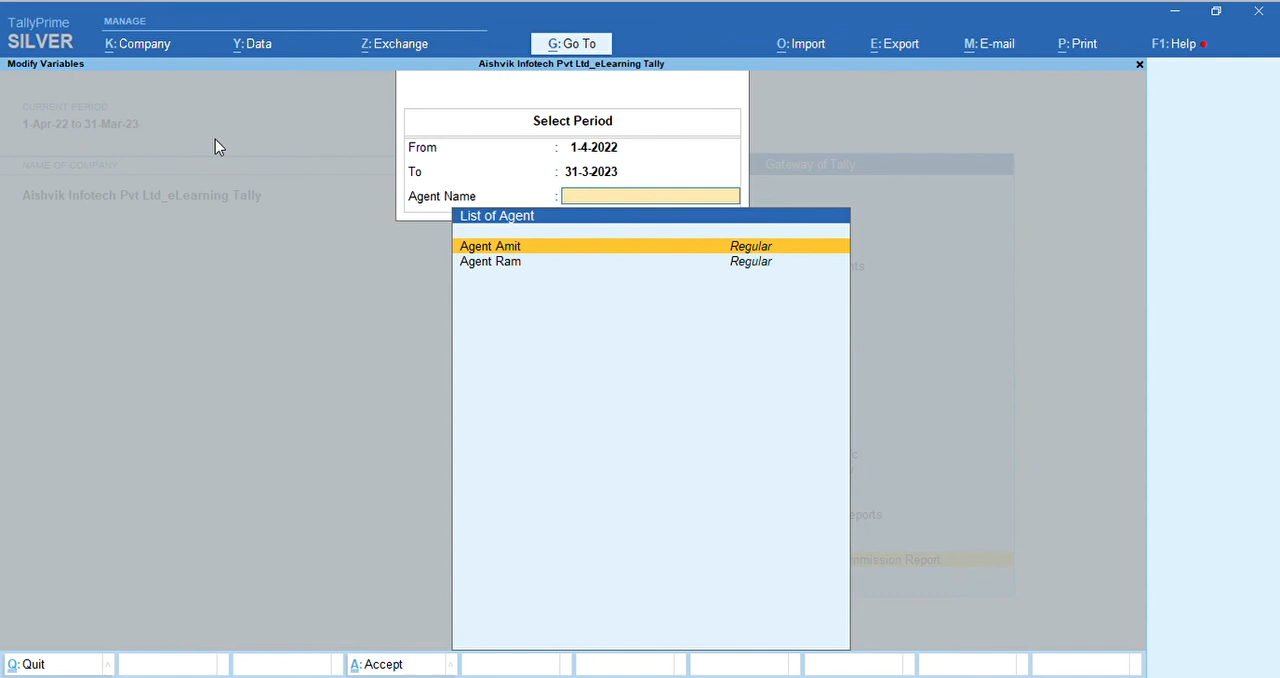 TallyPrime
SILVER
MANAGE
K: Company
Y: Data
Z: Exchange
G: Go To
O: Import
E: Export
M: E-mail
P: Print
F1: Help
Modify Variables
Aishvik Infotech Pvt Ltd_eLearning Tally
CURRENT PERIOD
1-Apr-22 to 31-Mar-23
NAME OF COMPANY
Aishvik Infotech Pvt Ltd_eLearning Tally
Select Period
From : 1-4-2022
To : 31-3-2023
Agent Name :
Gateway of Tally
List of Agent
Agent Amit Regular
Agent Ram Regular
Report
Q: Quit
A: Accept